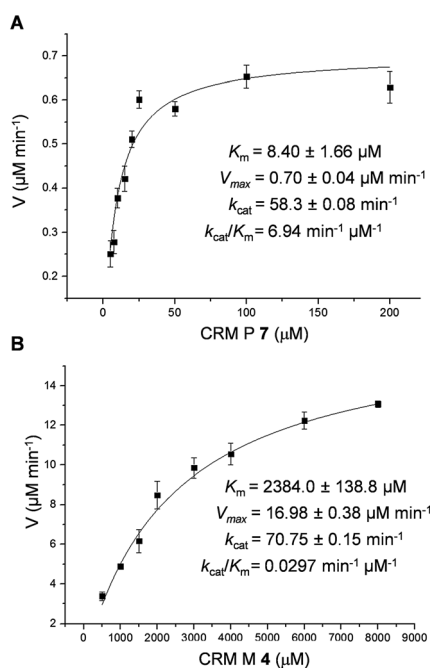 A
0.7
0.6
0.5
0.4
0.3
0.2
V (µM min⁻¹)
Kₘ = 8.40 ± 1.66 µM
Vₘₐₓ = 0.70 ± 0.04 µM min⁻¹
k_cat = 58.3 ± 0.08 min⁻¹
k_cat/Kₘ = 6.94 min⁻¹ µM⁻¹
0 50 100 150 200
CRM P 7 (µM)
B
14
12
10
8
6
4
2
V (µM min⁻¹)
Kₘ = 2384.0 ± 138.8 µM
Vₘₐₓ = 16.98 ± 0.38 µM min⁻¹
k_cat = 70.75 ± 0.15 min⁻¹
k_cat/Kₘ = 0.0297 min⁻¹ µM⁻¹
0 1000 2000 3000 4000 5000 6000 7000 8000 9000
CRM M 4 (µM)